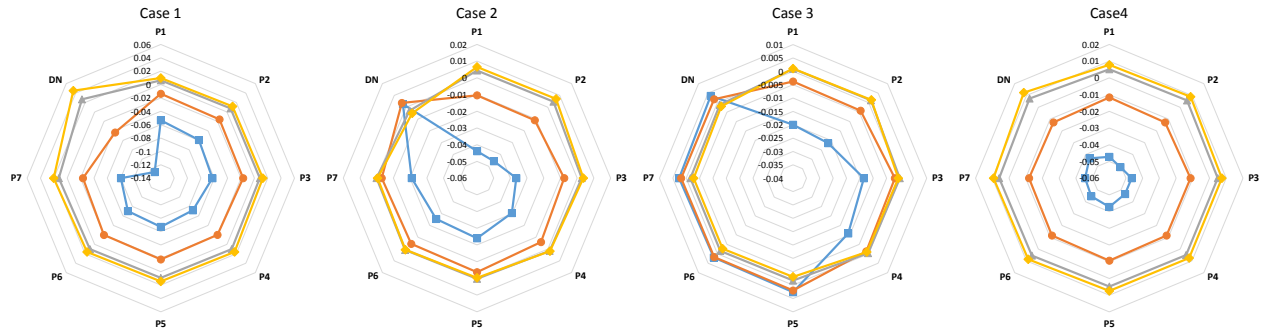 Case 1
P1
0.06
0.04
0.02
0
-0.02
-0.04
-0.06
-0.08
-0.1
-0.12
-0.14
P2
P3
P4
P5
P6
P7
DN
Case 2
P1
0.02
0.01
0
-0.01
-0.02
-0.03
-0.04
-0.05
-0.06
P2
P3
P4
P5
P6
P7
DN
Case 3
P1
0.01
0.005
0
-0.005
-0.01
-0.015
-0.02
-0.025
-0.03
-0.035
-0.04
P2
P3
P4
P5
P6
P7
DN
Case4
P1
0.02
0.01
0
-0.01
-0.02
-0.03
-0.04
-0.05
-0.06
P2
P3
P4
P5
P6
P7
DN